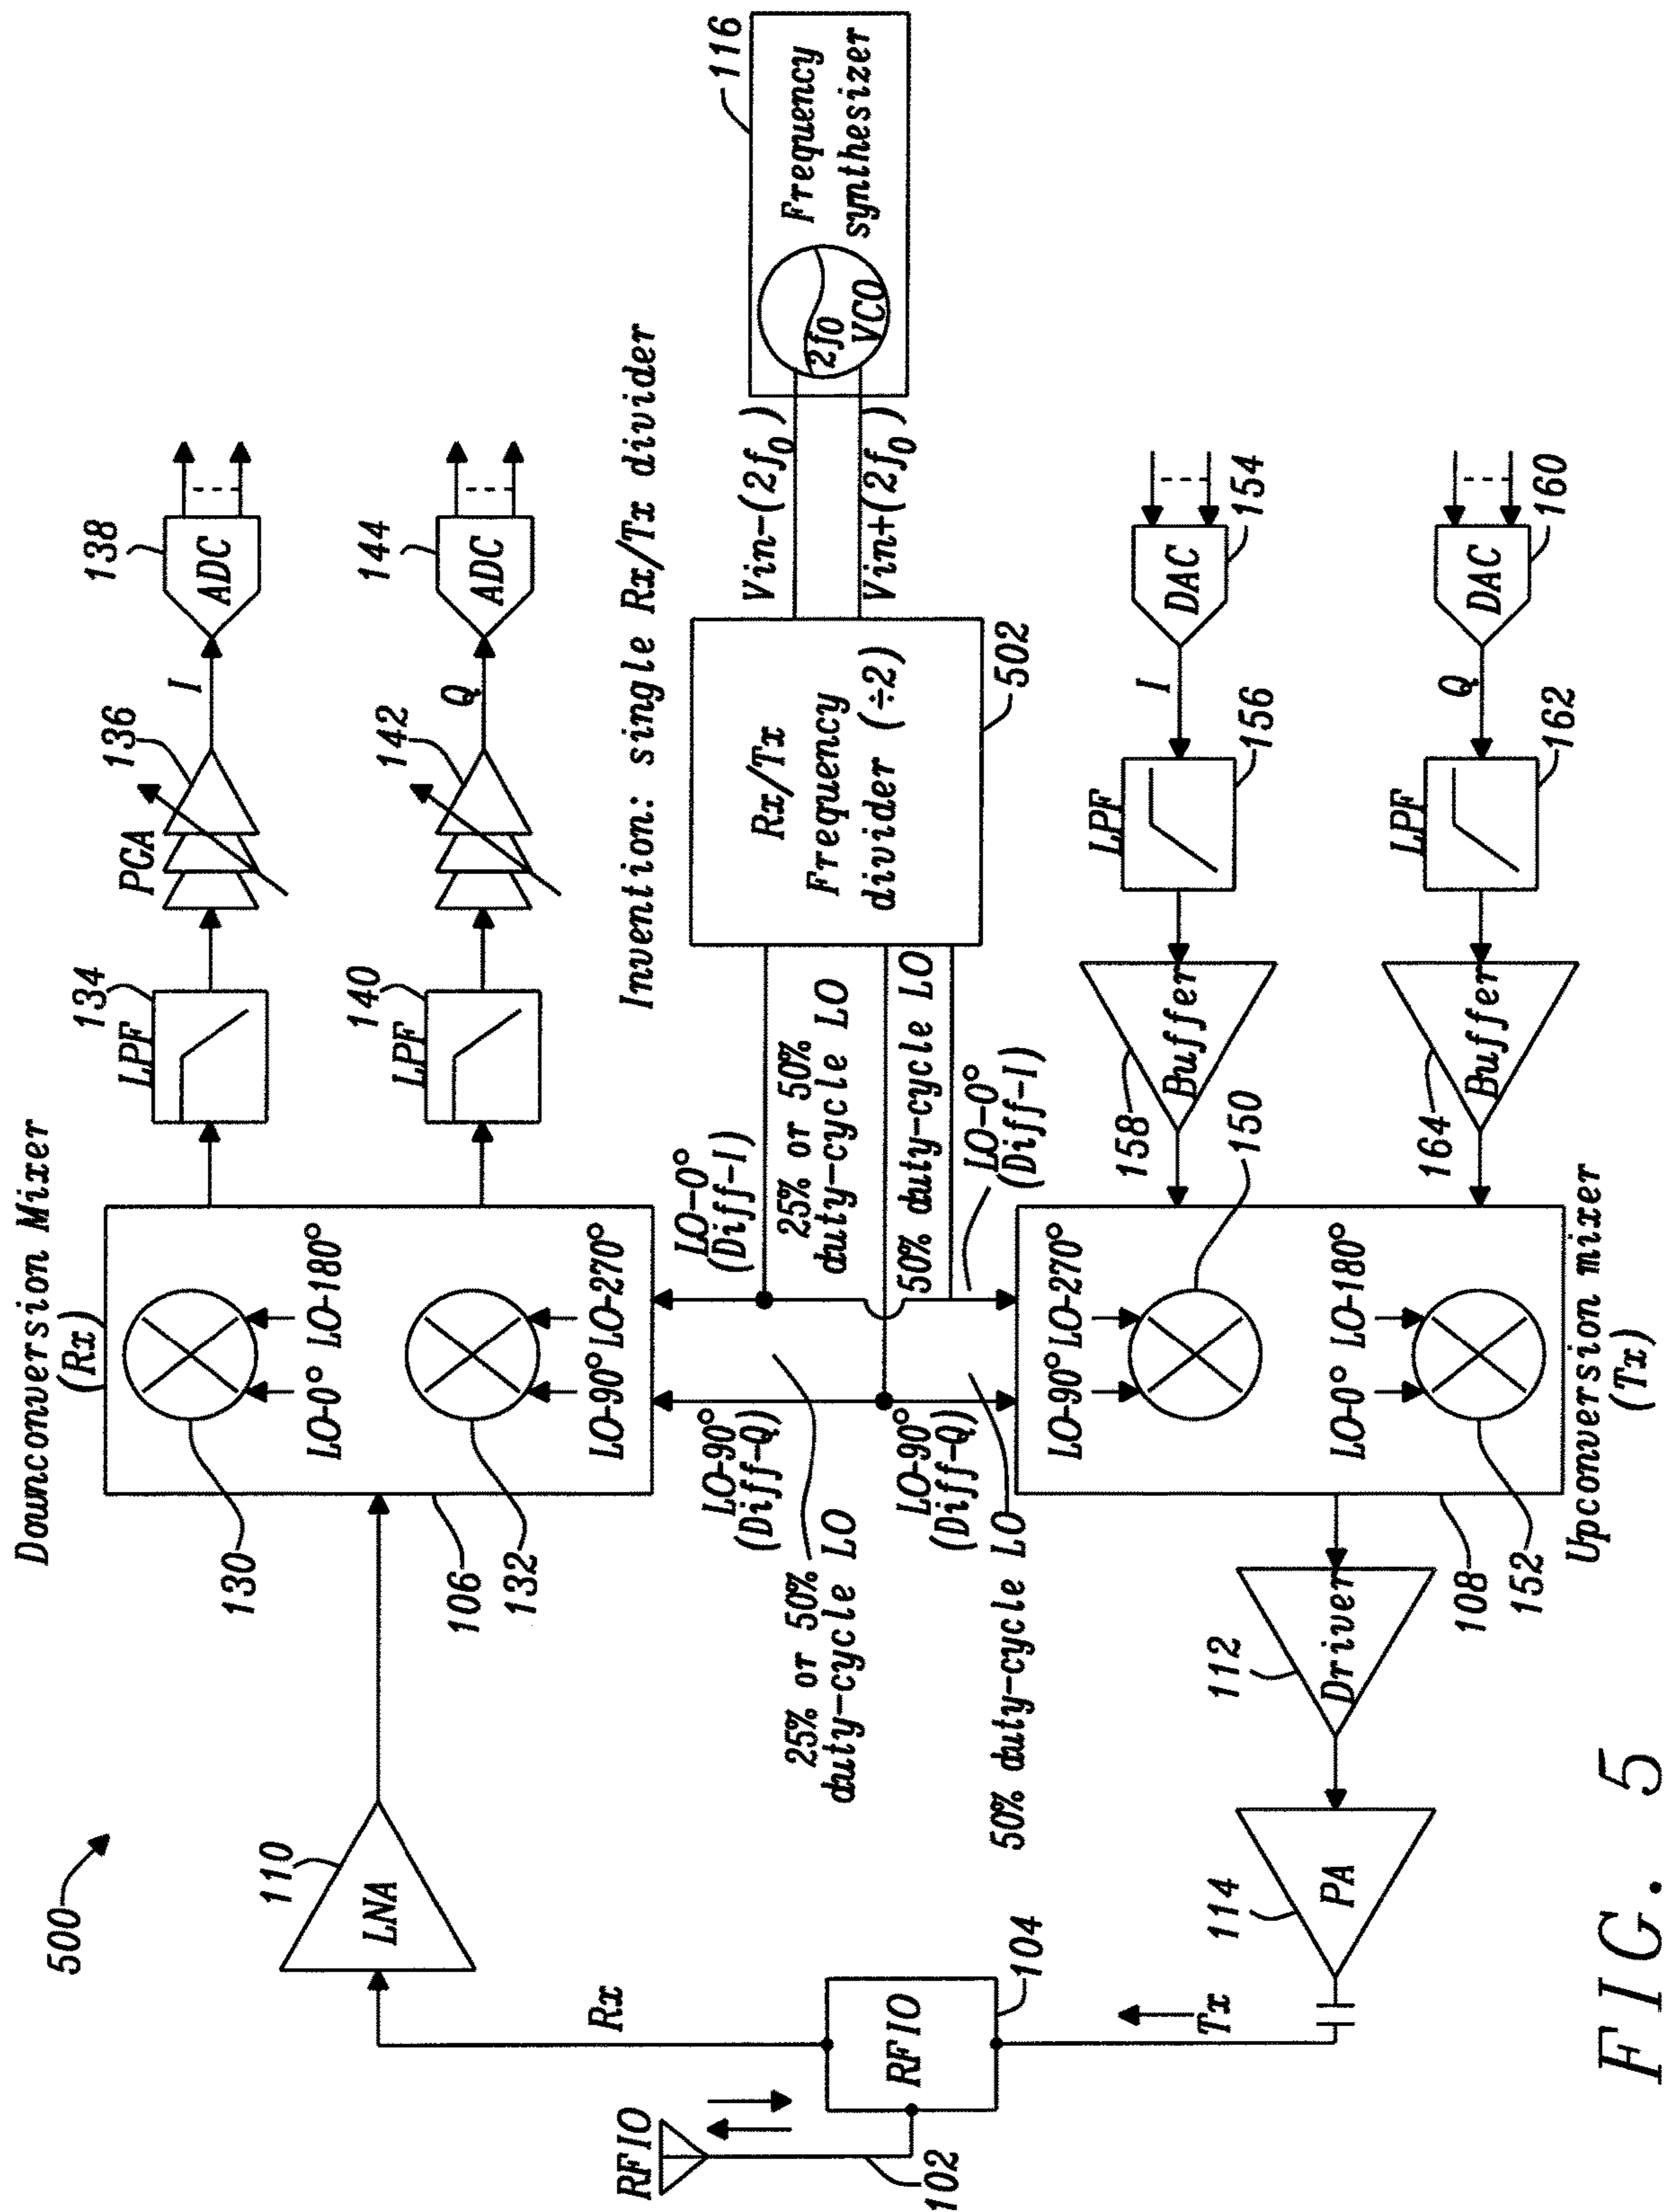 500
Downconversion Mixer
(Rx)
130
LO-0° LO-180°
106
132
LO-90° LO-270°
134
LPF
PCA
136
I
138
ADC
140
LPF
142
Q
144
ADC
110
LNA
Rx
RFIO
102
RFIO
104
Tx
Invention: single Rx/Tx divider
LO-0°
(Diff-I)
25% or 50%
duty-cycle LO
50% duty-cycle LO
LO-0°
(Diff-I)
LO-90°
(Diff-Q)
25% or 50%
duty-cycle LO
LO-90°
(Diff-Q)
50% duty-cycle LO
Rx/Tx
Frequency
divider (÷2)
502
Vin-(2f0)
Vin+(2f0)
2f0
VCO
Frequency
synthesizer
116
LO-90° LO-270°
150
LO-0° LO-180°
152
108
Upconversion mixer
(Tx)
158
Buffer
LPF
156
I
DAC
154
164
Buffer
LPF
162
Q
DAC
160
112
Driver
114
PA
FIG. 5